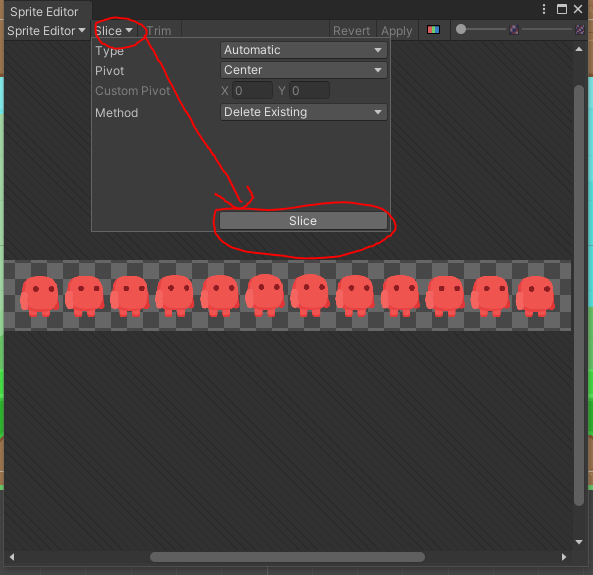 Sprite Editor
Sprite Editor Slice Trim Revert Apply
Type Automatic
Pivot Center
Custom Pivot X 0 Y 0
Method Delete Existing
Slice